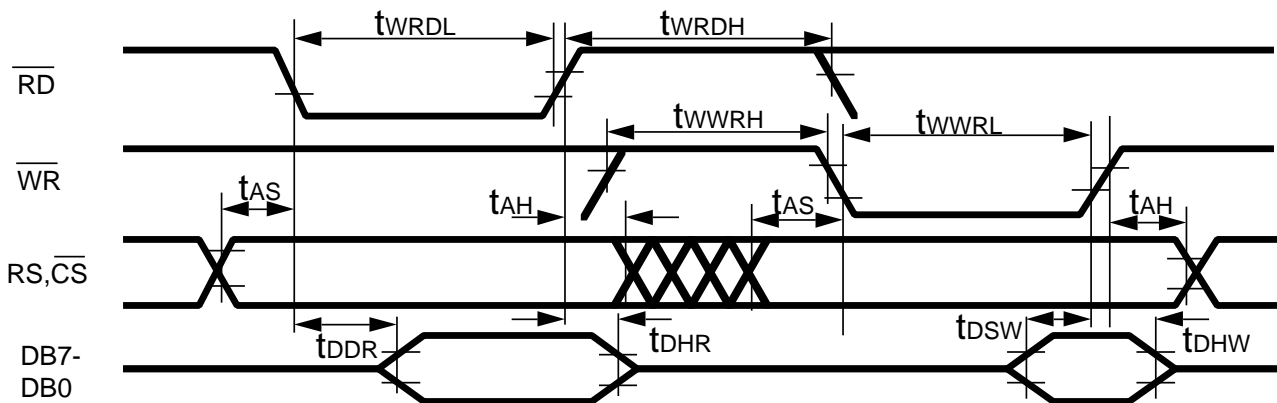 tWRDL tWRDH
RD
tWWRH tWWRL
WR
tAS tAH tAS tAH
RS,CS
tDDR tDHR tDSW tDHW
DB7-
DB0